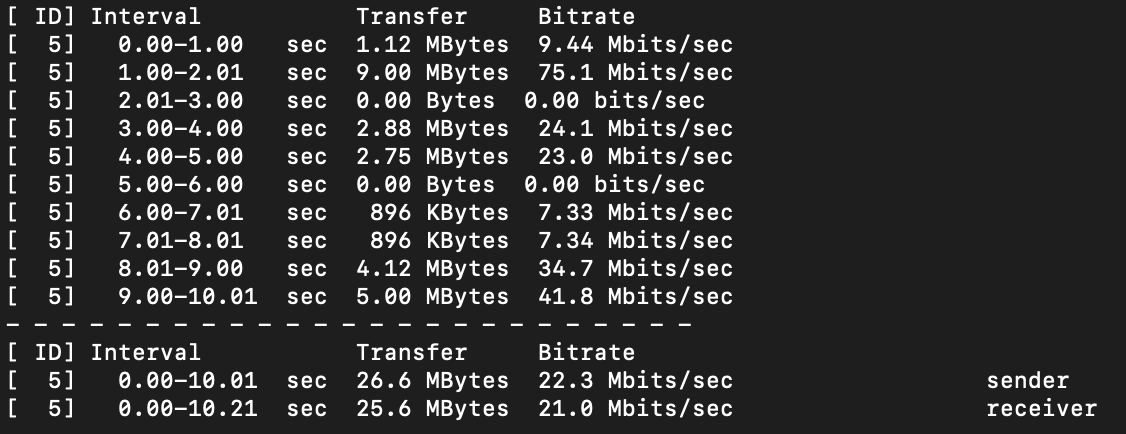 [ ID] Interval           Transfer     Bitrate
[  5]   0.00-1.00   sec  1.12 MBytes  9.44 Mbits/sec
[  5]   1.00-2.01   sec  9.00 MBytes  75.1 Mbits/sec
[  5]   2.01-3.00   sec  0.00 Bytes  0.00 bits/sec
[  5]   3.00-4.00   sec  2.88 MBytes  24.1 Mbits/sec
[  5]   4.00-5.00   sec  2.75 MBytes  23.0 Mbits/sec
[  5]   5.00-6.00   sec  0.00 Bytes  0.00 bits/sec
[  5]   6.00-7.01   sec   896 KBytes  7.33 Mbits/sec
[  5]   7.01-8.01   sec   896 KBytes  7.34 Mbits/sec
[  5]   8.01-9.00   sec  4.12 MBytes  34.7 Mbits/sec
[  5]   9.00-10.01  sec  5.00 MBytes  41.8 Mbits/sec
- - - - - - - - - - - - - - - - - - - - - - - - -
[ ID] Interval           Transfer     Bitrate
[  5]   0.00-10.01  sec  26.6 MBytes  22.3 Mbits/sec                  sender
[  5]   0.00-10.21  sec  25.6 MBytes  21.0 Mbits/sec                  receiver